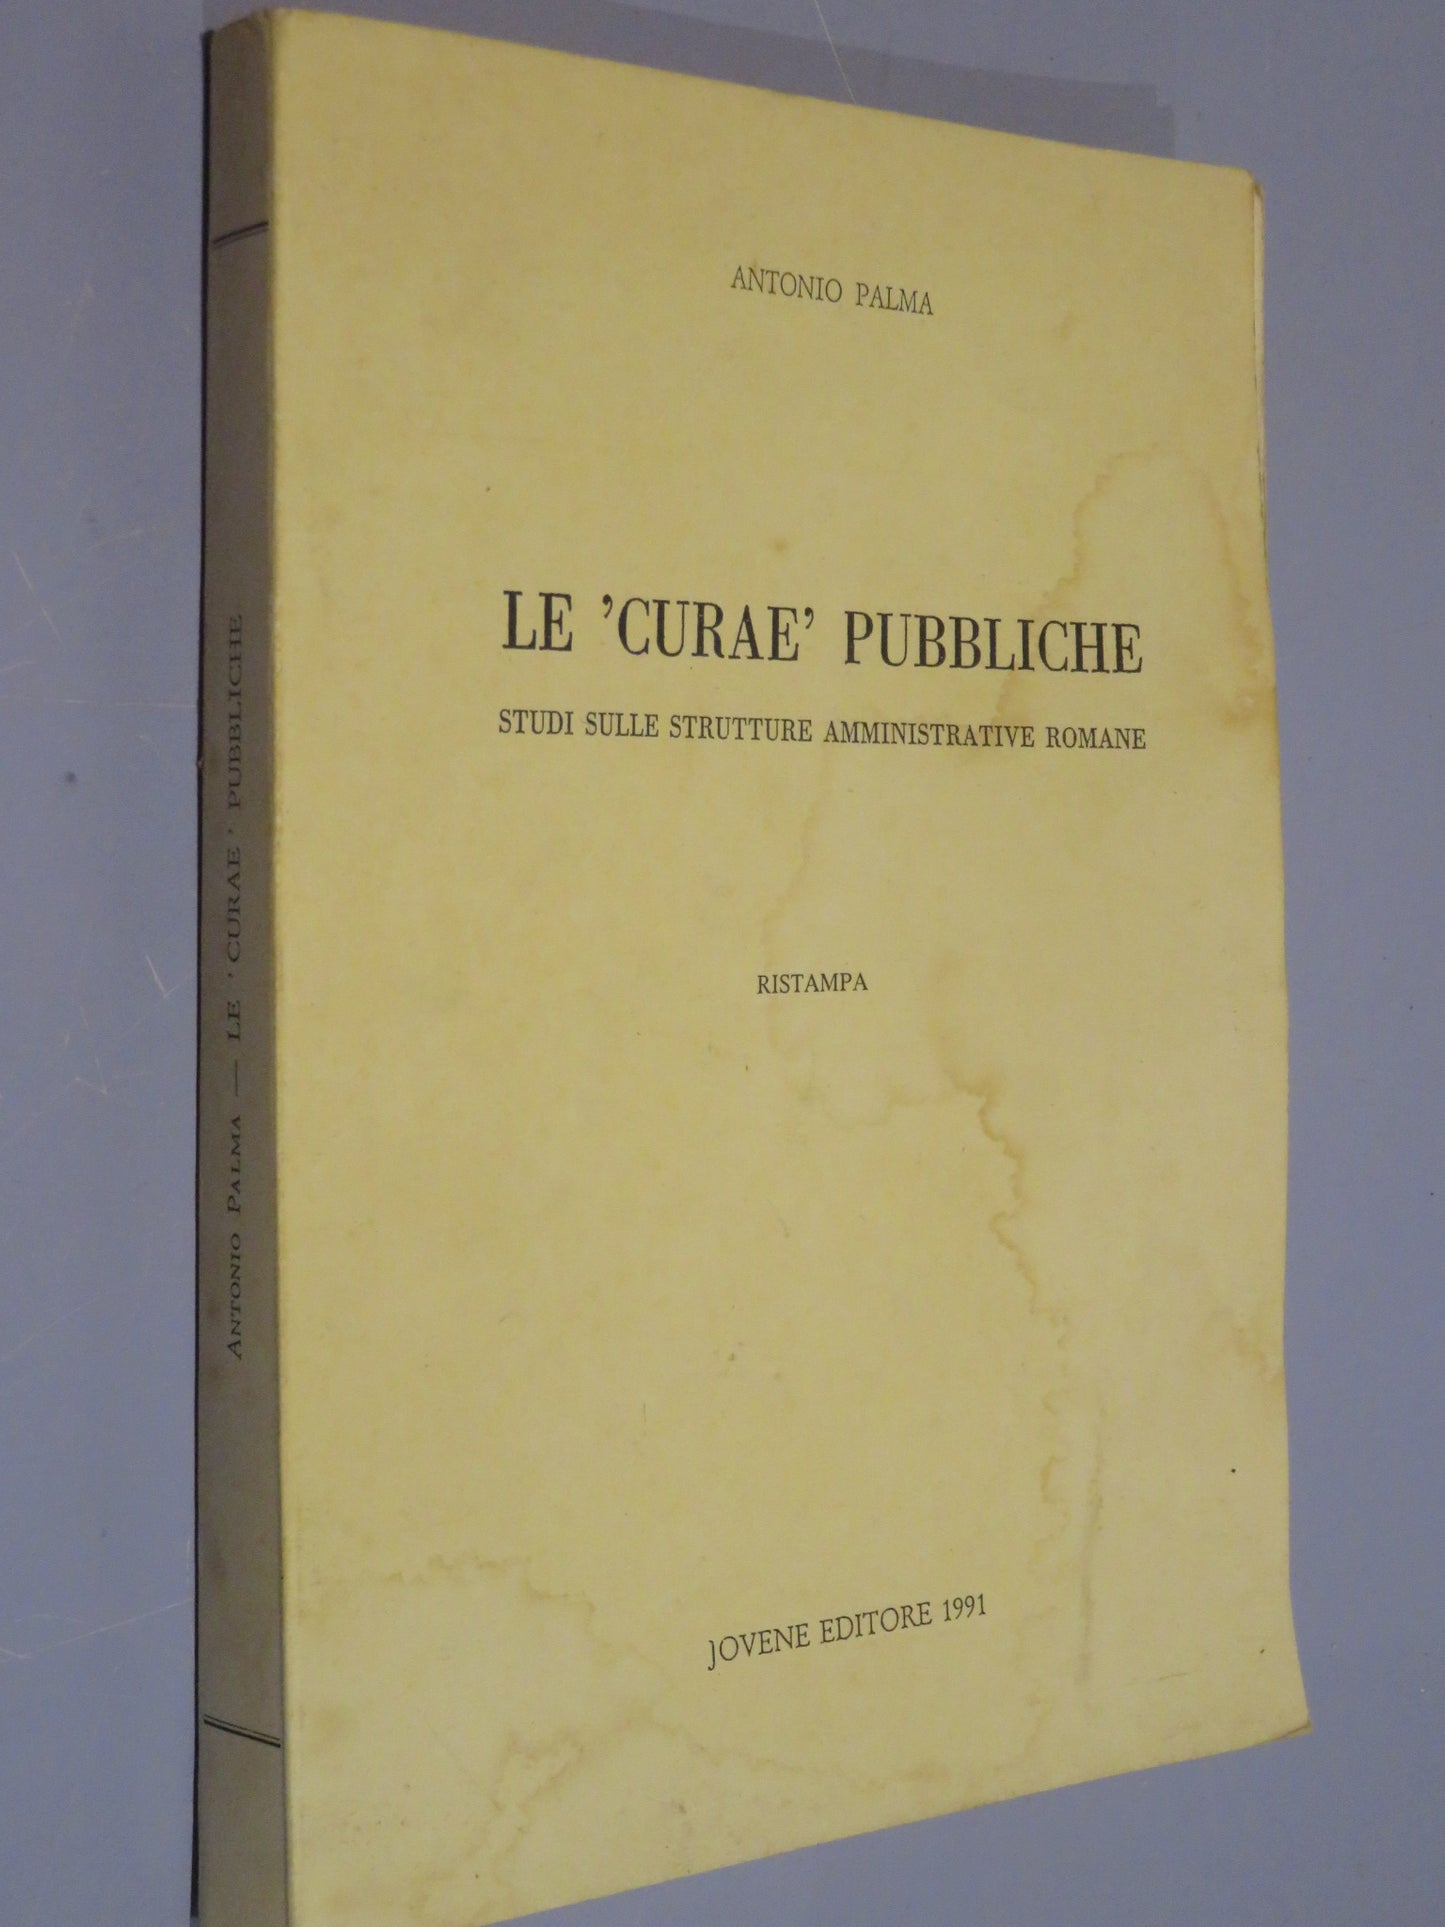 ANTONIO PALMA
LE 'CURAE' PUBBLICHE
STUDI SULLE STRUTTURE AMMINISTRATIVE ROMANE
RISTAMPA
JOVENE EDITORE 1991
ANTONIO PALMA — LE 'CURAE' PUBBLICHE